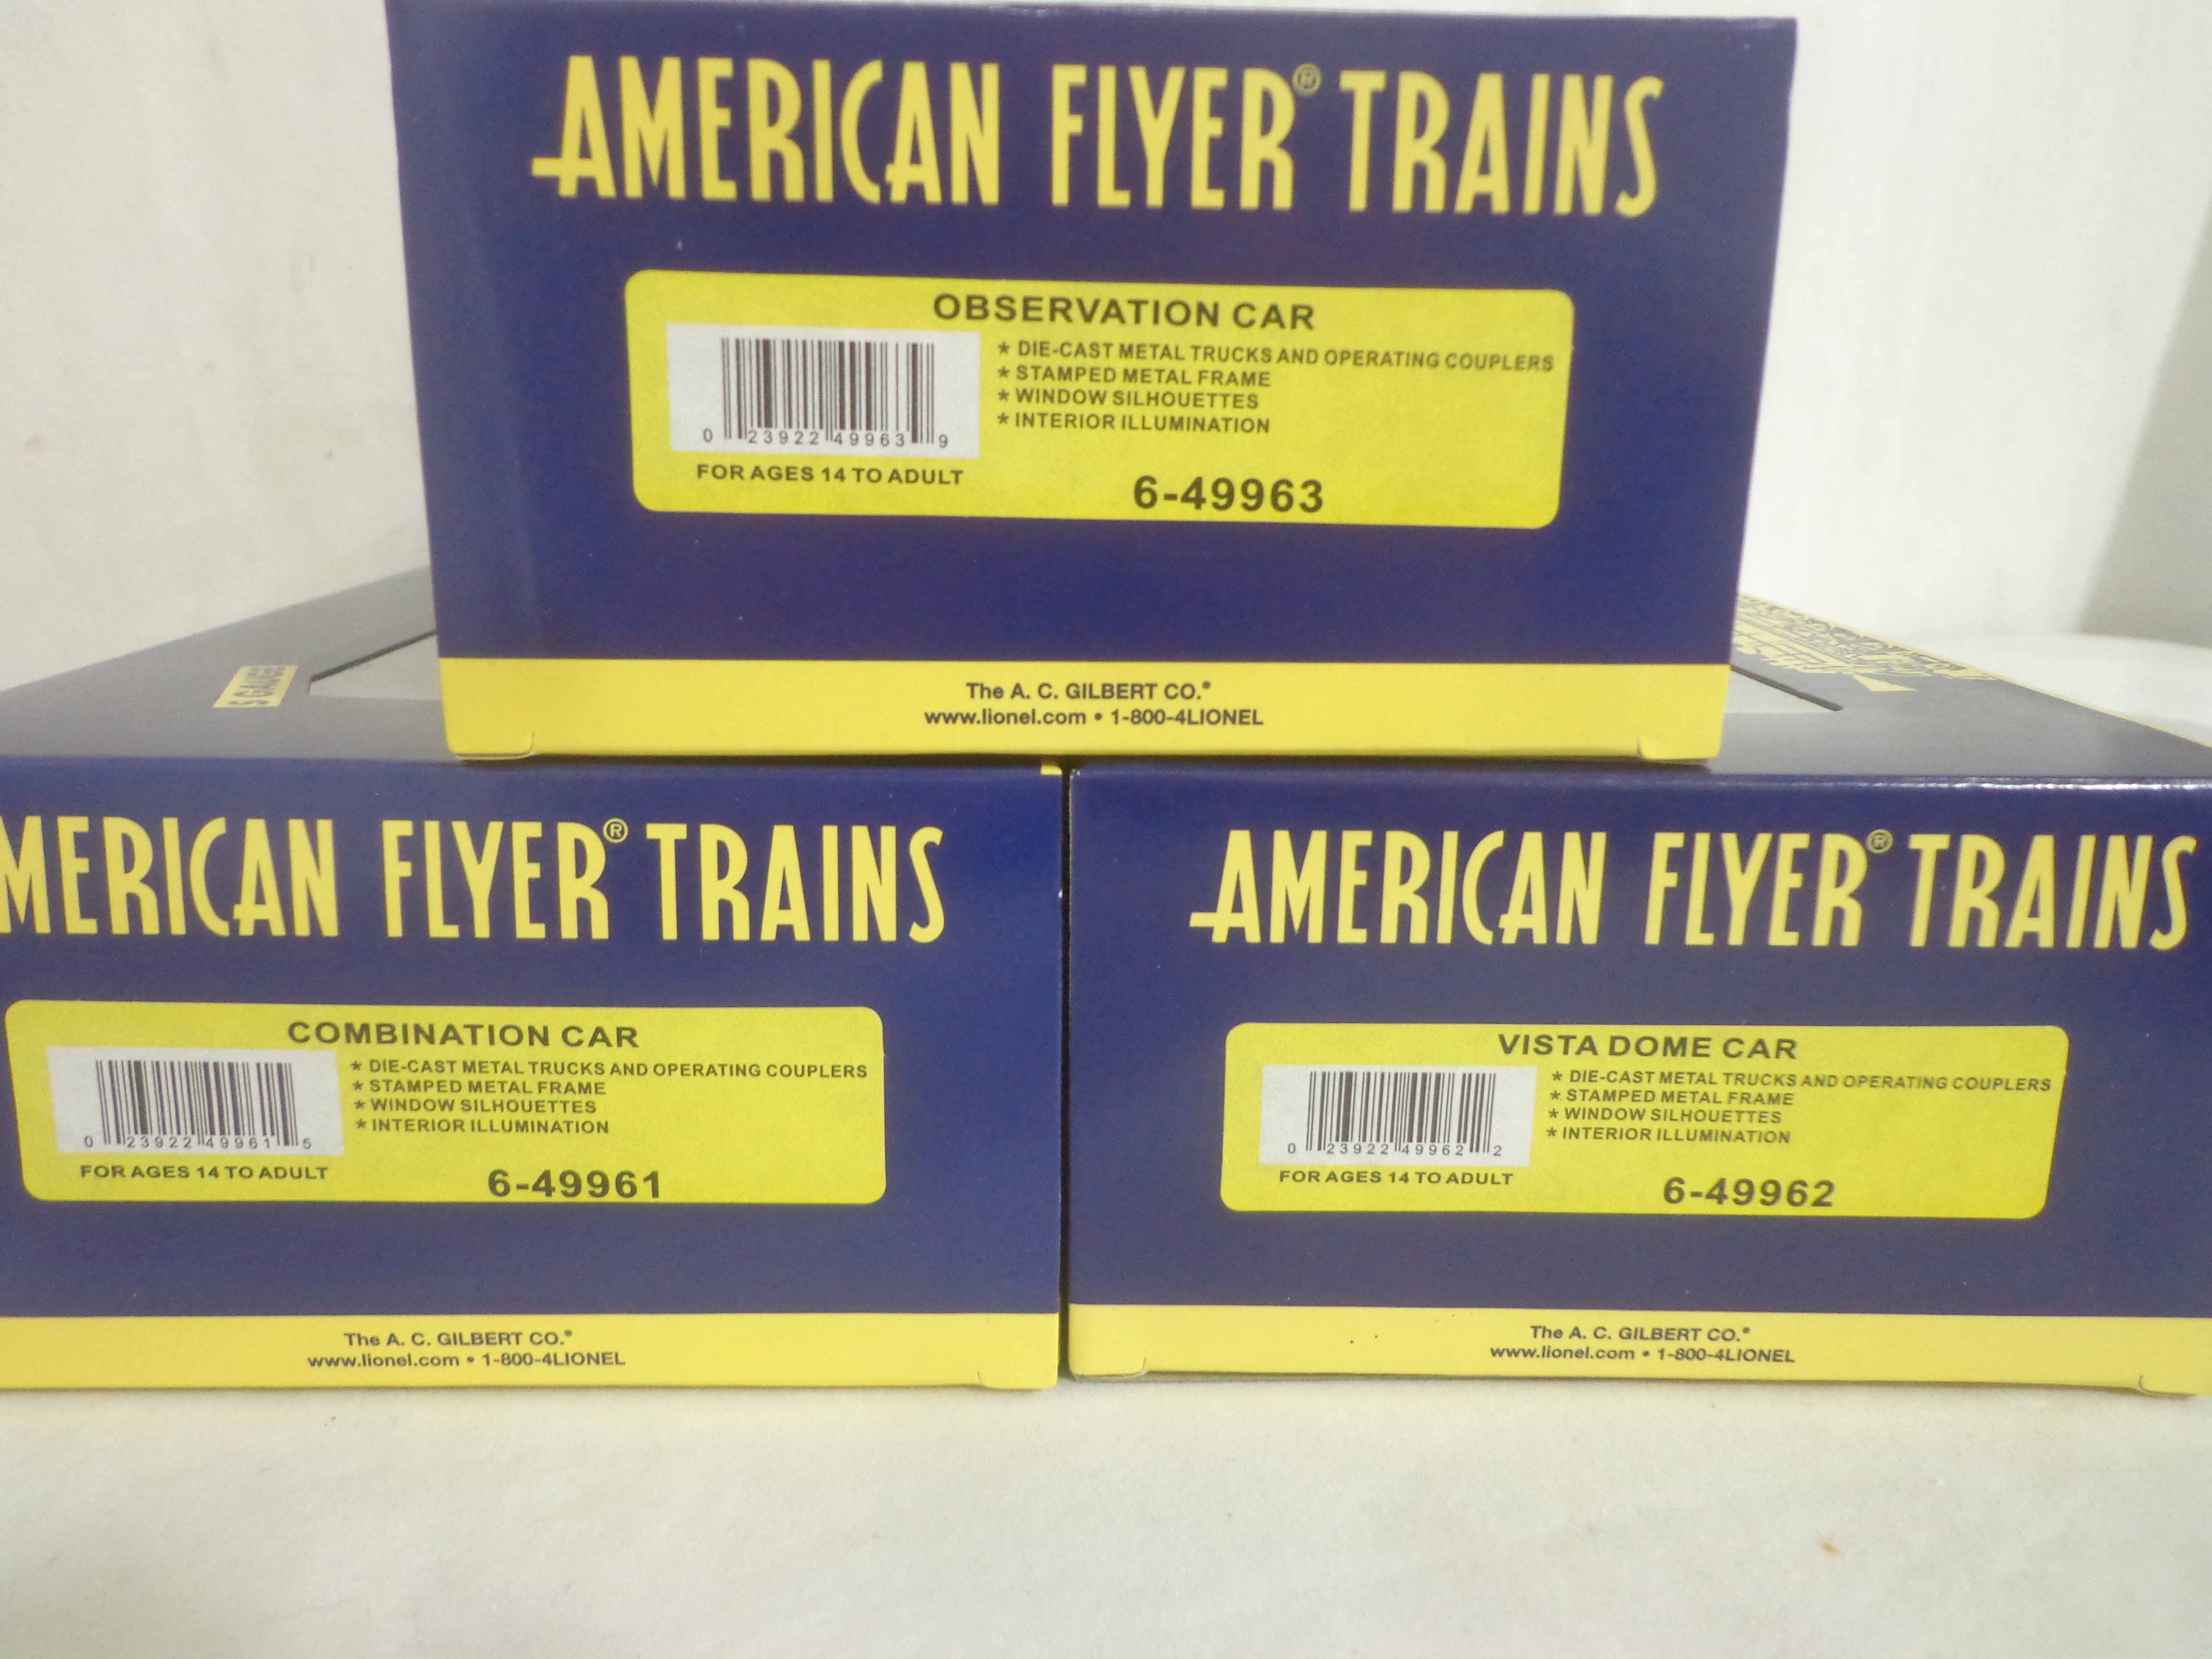 AMERICAN FLYER® TRAINS
OBSERVATION CAR
* DIE-CAST METAL TRUCKS AND OPERATING COUPLERS
* STAMPED METAL FRAME
* WINDOW SILHOUETTES
* INTERIOR ILLUMINATION
0 23922 49963 9
FOR AGES 14 TO ADULT
6-49963
The A. C. GILBERT CO.®
www.lionel.com • 1-800-4LIONEL
S GAUGE
MERICAN FLYER® TRAINS
COMBINATION CAR
* DIE-CAST METAL TRUCKS AND OPERATING COUPLERS
* STAMPED METAL FRAME
* WINDOW SILHOUETTES
* INTERIOR ILLUMINATION
0 23922 49961 5
FOR AGES 14 TO ADULT
6-49961
The A. C. GILBERT CO.®
www.lionel.com • 1-800-4LIONEL
AMERICAN FLYER® TRAINS
VISTA DOME CAR
* DIE-CAST METAL TRUCKS AND OPERATING COUPLERS
* STAMPED METAL FRAME
* WINDOW SILHOUETTES
* INTERIOR ILLUMINATION
0 23922 49962 2
FOR AGES 14 TO ADULT
6-49962
The A. C. GILBERT CO.®
www.lionel.com • 1-800-4LIONEL